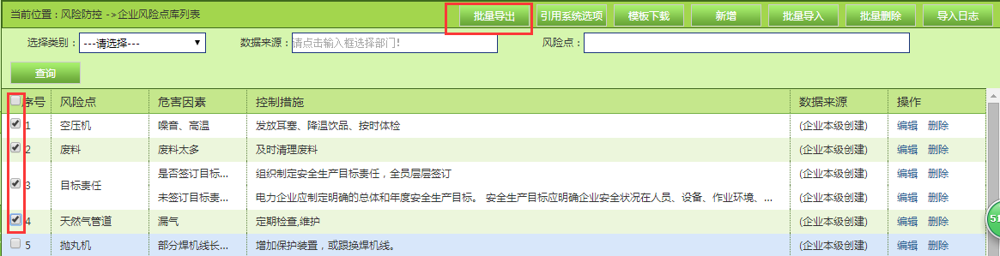 当前位置：风险防控 ->企业风险点库列表 批量导出 引用系统选项 模板下载 新增 批量导入 批量删除 导入日志
选择类别： ---请选择--- 数据来源： 请点击输入框选择部门! 风险点：
查询
序号 风险点 危害因素 控制措施 数据来源 操作
1 空压机 噪音、高温 发放耳塞、降温饮品、按时体检 (企业本级创建) 编辑 删除
2 废料 废料太多 及时清理废料 (企业本级创建) 编辑 删除
3 目标责任 是否签订目标... 组织制定安全生产目标责任，全员层层签订 (企业本级创建) 编辑 删除
未签订目标责... 电力企业应制定明确的总体和年度安全生产目标。 安全生产目标应明确企业安全状况在人员、设备、作业环境、... (企业本级创建) 编辑 删除
4 天然气管道 漏气 定期检查,维护 (企业本级创建) 编辑 删除
5 抛丸机 部分焊机线长... 增加保护装置，或跟换焊机线。 (企业本级创建) 编辑 删除
51